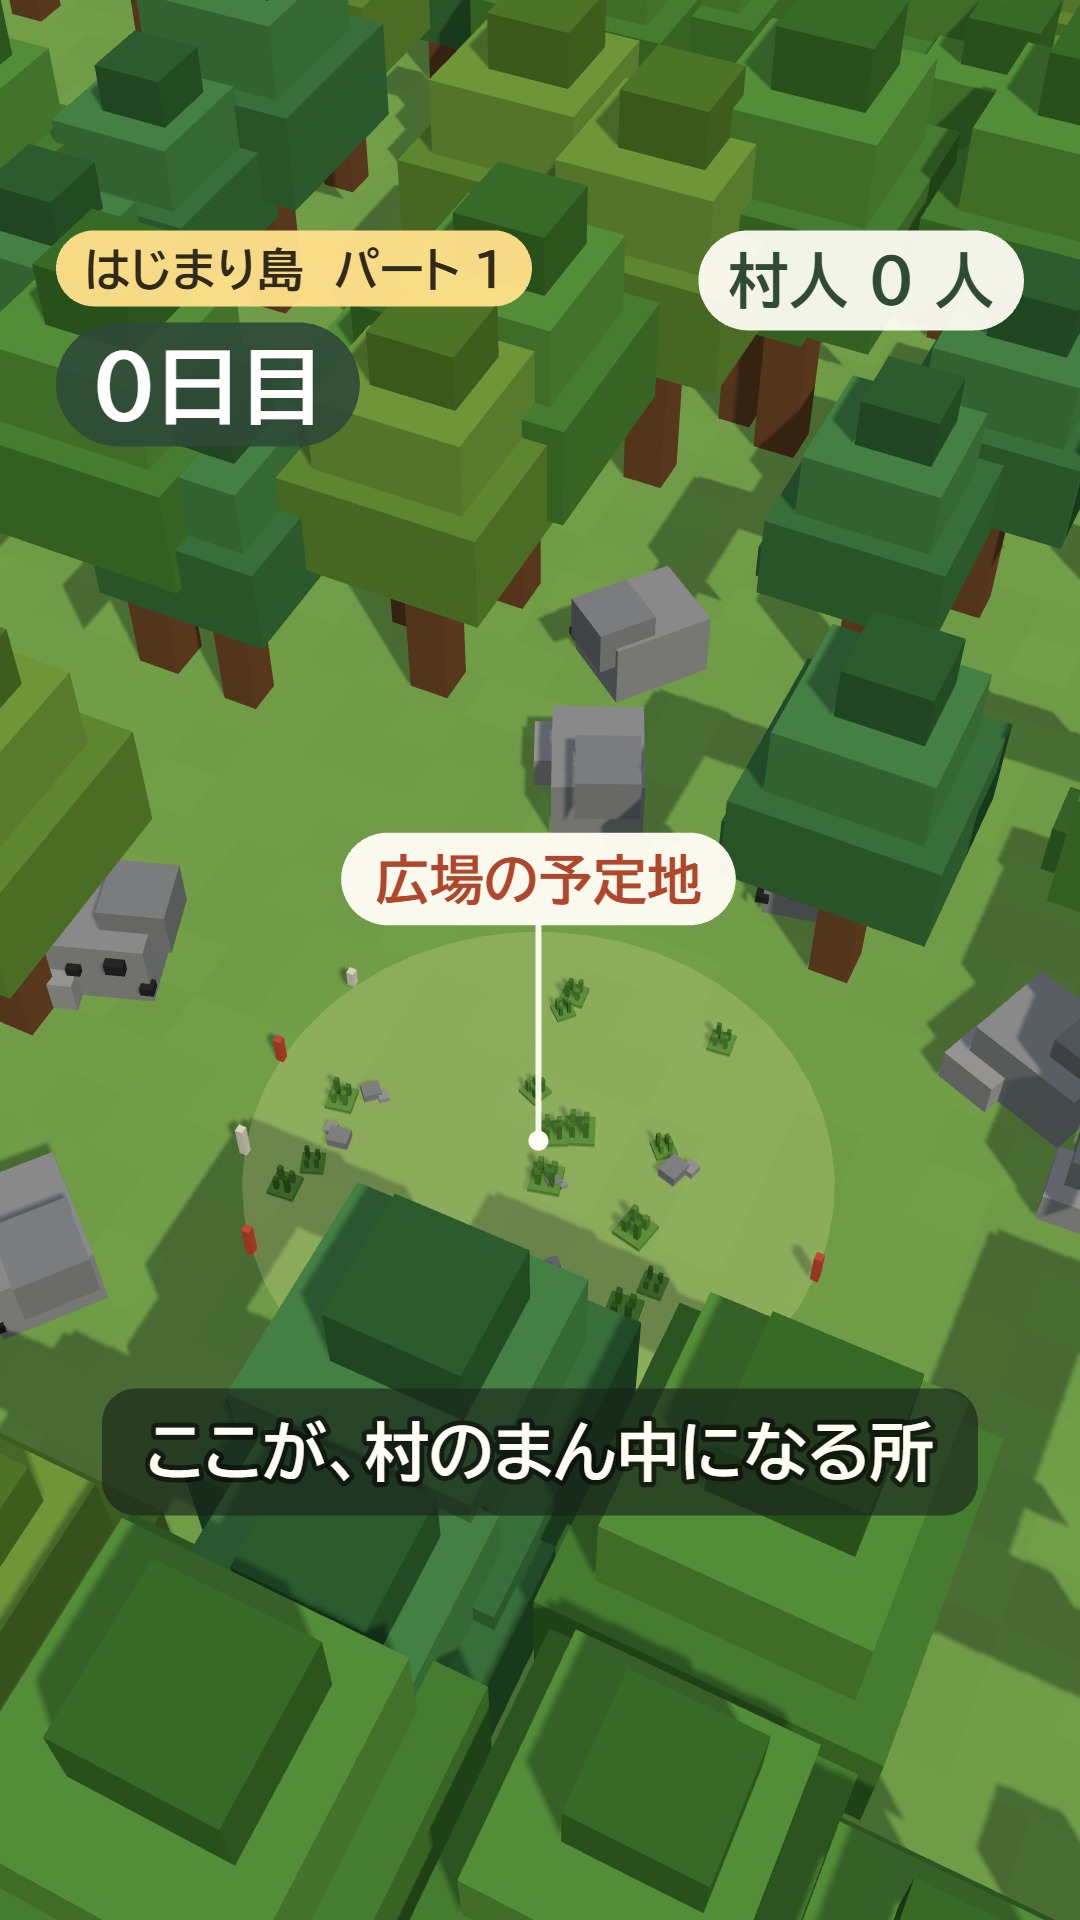 はじまり島　パート 1
村人 0 人
0日目
広場の予定地
ここが、村のまん中になる所